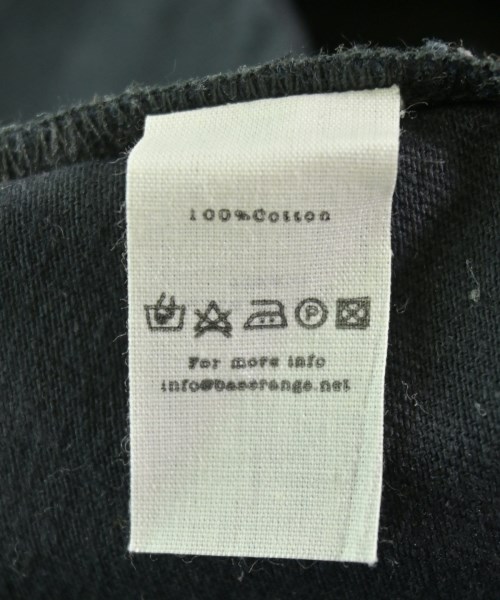 100%Cotton
P
For more info
info@baserange.net